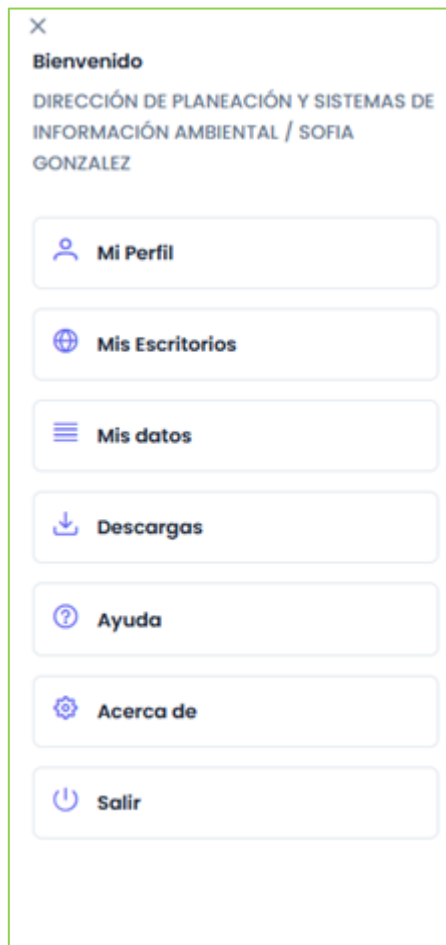 Bienvenido
DIRECCIÓN DE PLANEACIÓN Y SISTEMAS DE
INFORMACIÓN AMBIENTAL / SOFIA
GONZALEZ
Mi Perfil
Mis Escritorios
Mis datos
Descargas
Ayuda
Acerca de
Salir